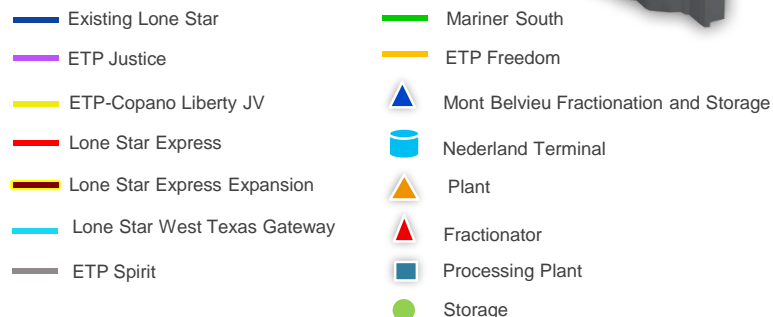 Existing Lone Star
ETP Justice
ETP-Copano Liberty JV
Lone Star Express
Lone Star Express Expansion
Lone Star West Texas Gateway
ETP Spirit
Mariner South
ETP Freedom
Mont Belvieu Fractionation and Storage
Nederland Terminal
Plant
Fractionator
Processing Plant
Storage